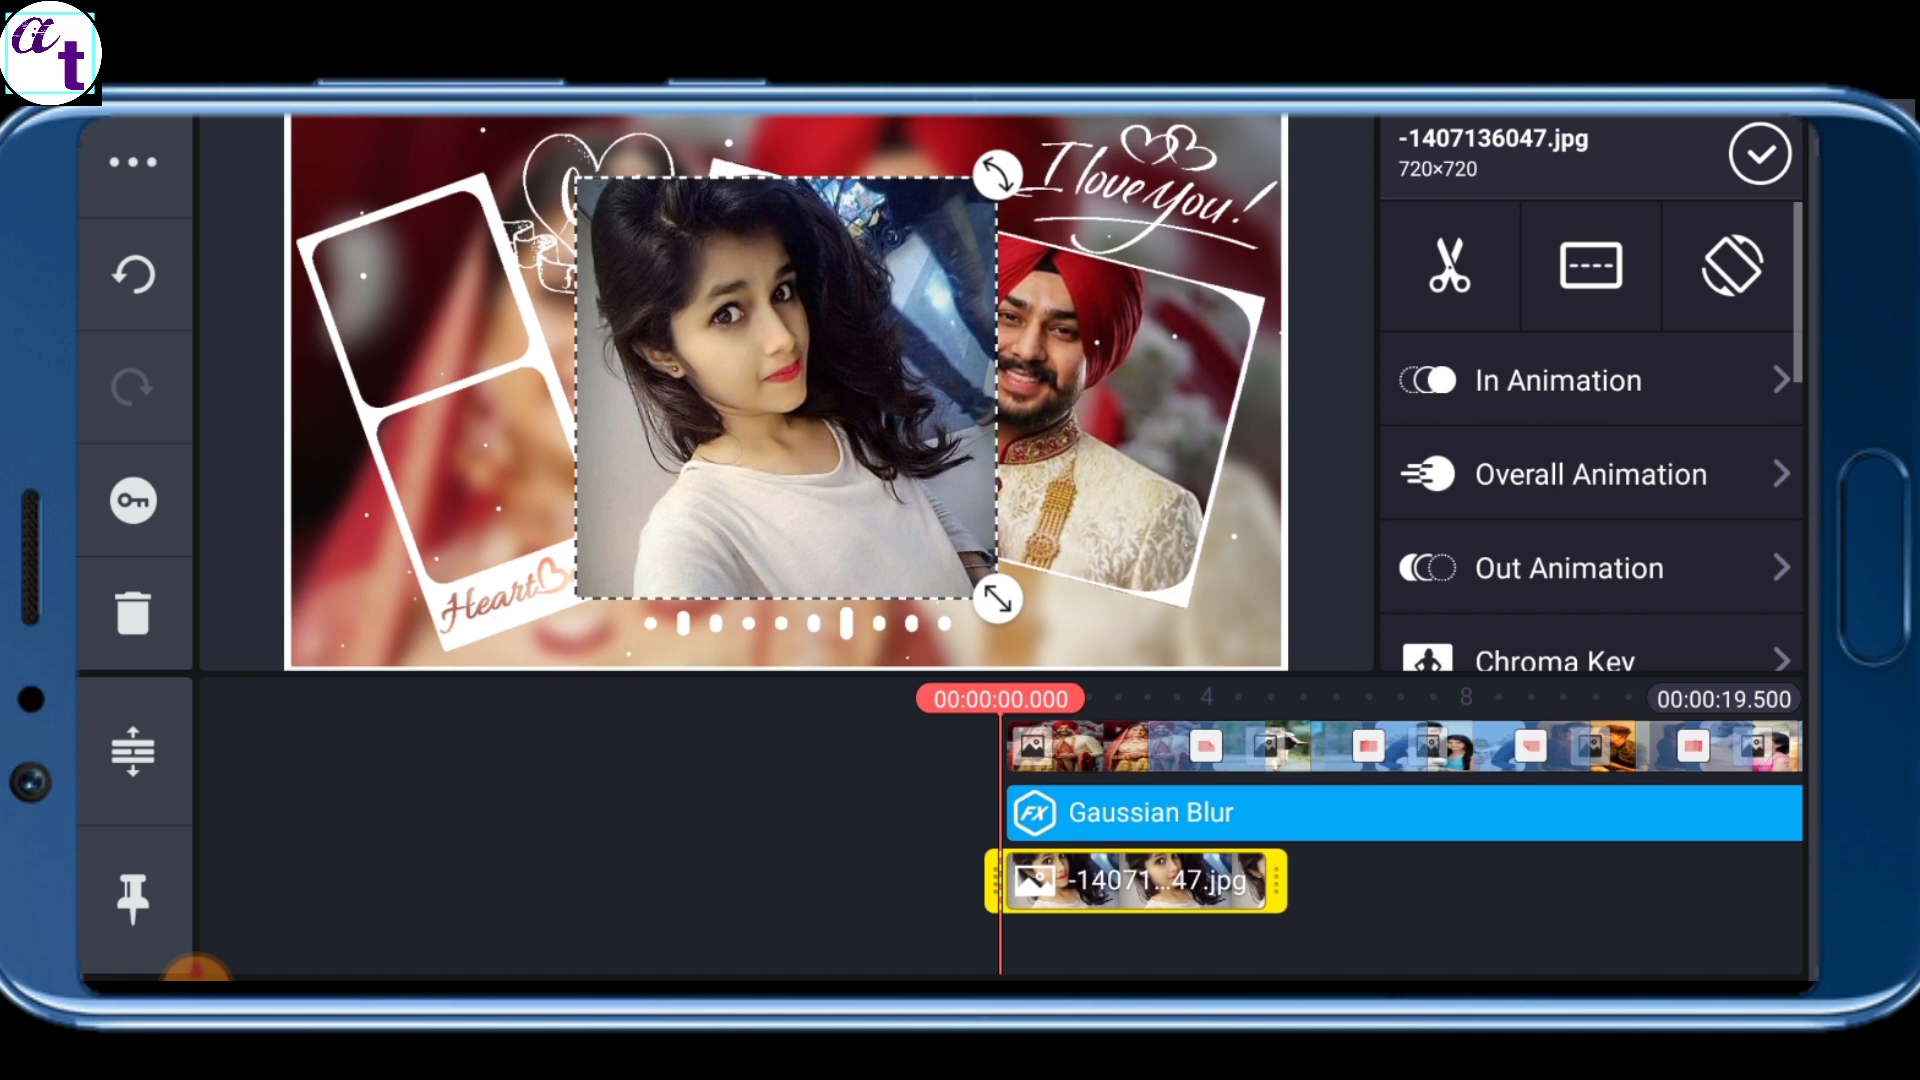 at
I love You!
Heart
-1407136047.jpg
720×720
In Animation
Overall Animation
Out Animation
Chroma Key
00:00:00.000
4
8
00:00:19.500
FX
Gaussian Blur
-14071...47.jpg